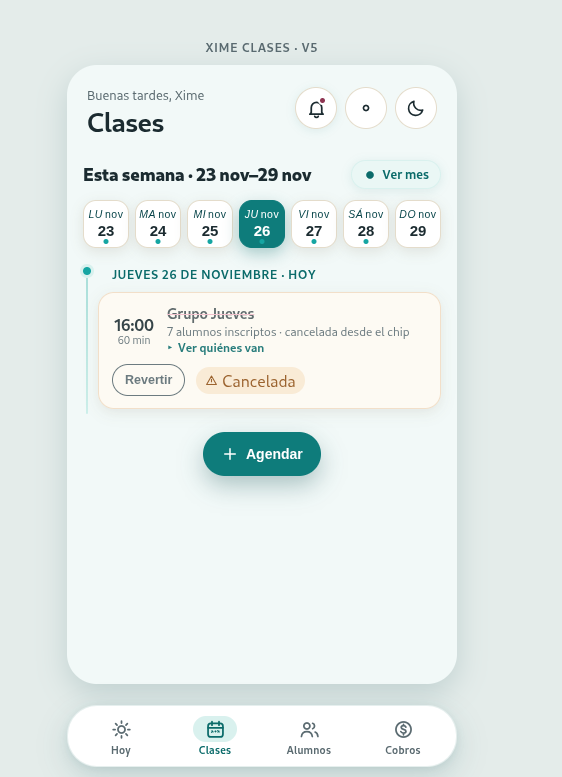 XIME CLASES · V5
Buenas tardes, Xime
Clases
Esta semana · 23 nov–29 nov
Ver mes
LU nov
23
MA nov
24
MI nov
25
JU nov
26
VI nov
27
SÁ nov
28
DO nov
29
JUEVES 26 DE NOVIEMBRE · HOY
16:00
60 min
Grupo Jueves
7 alumnos inscriptos · cancelada desde el chip
‣ Ver quiénes van
Revertir
⚠ Cancelada
+ Agendar
Hoy
Clases
Alumnos
Cobros